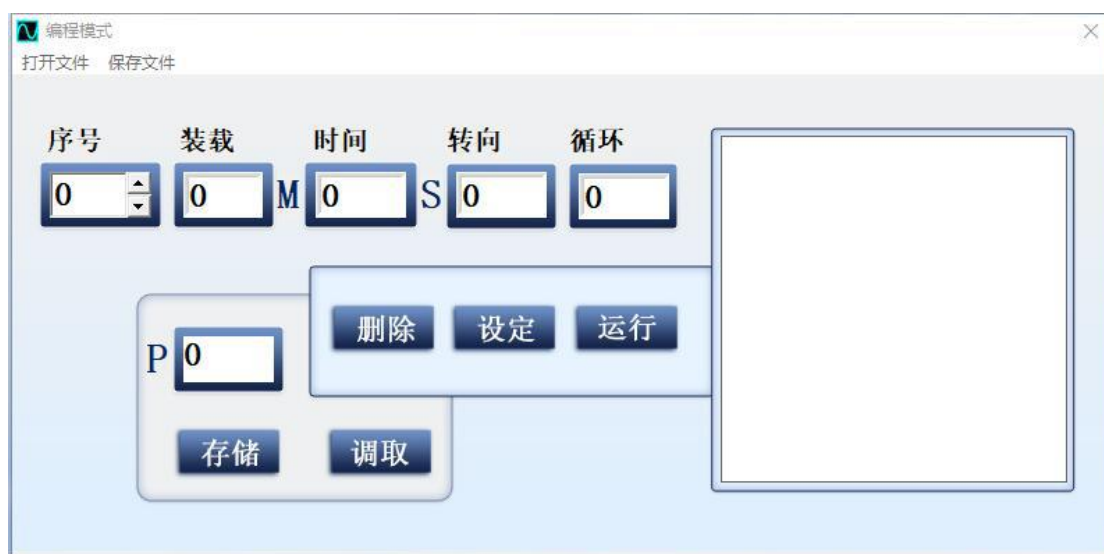 编程模式
打开文件 保存文件
序号 装载 时间 转向 循环
0 0 M 0 S 0 0
删除 设定 运行
P 0
存储 调取